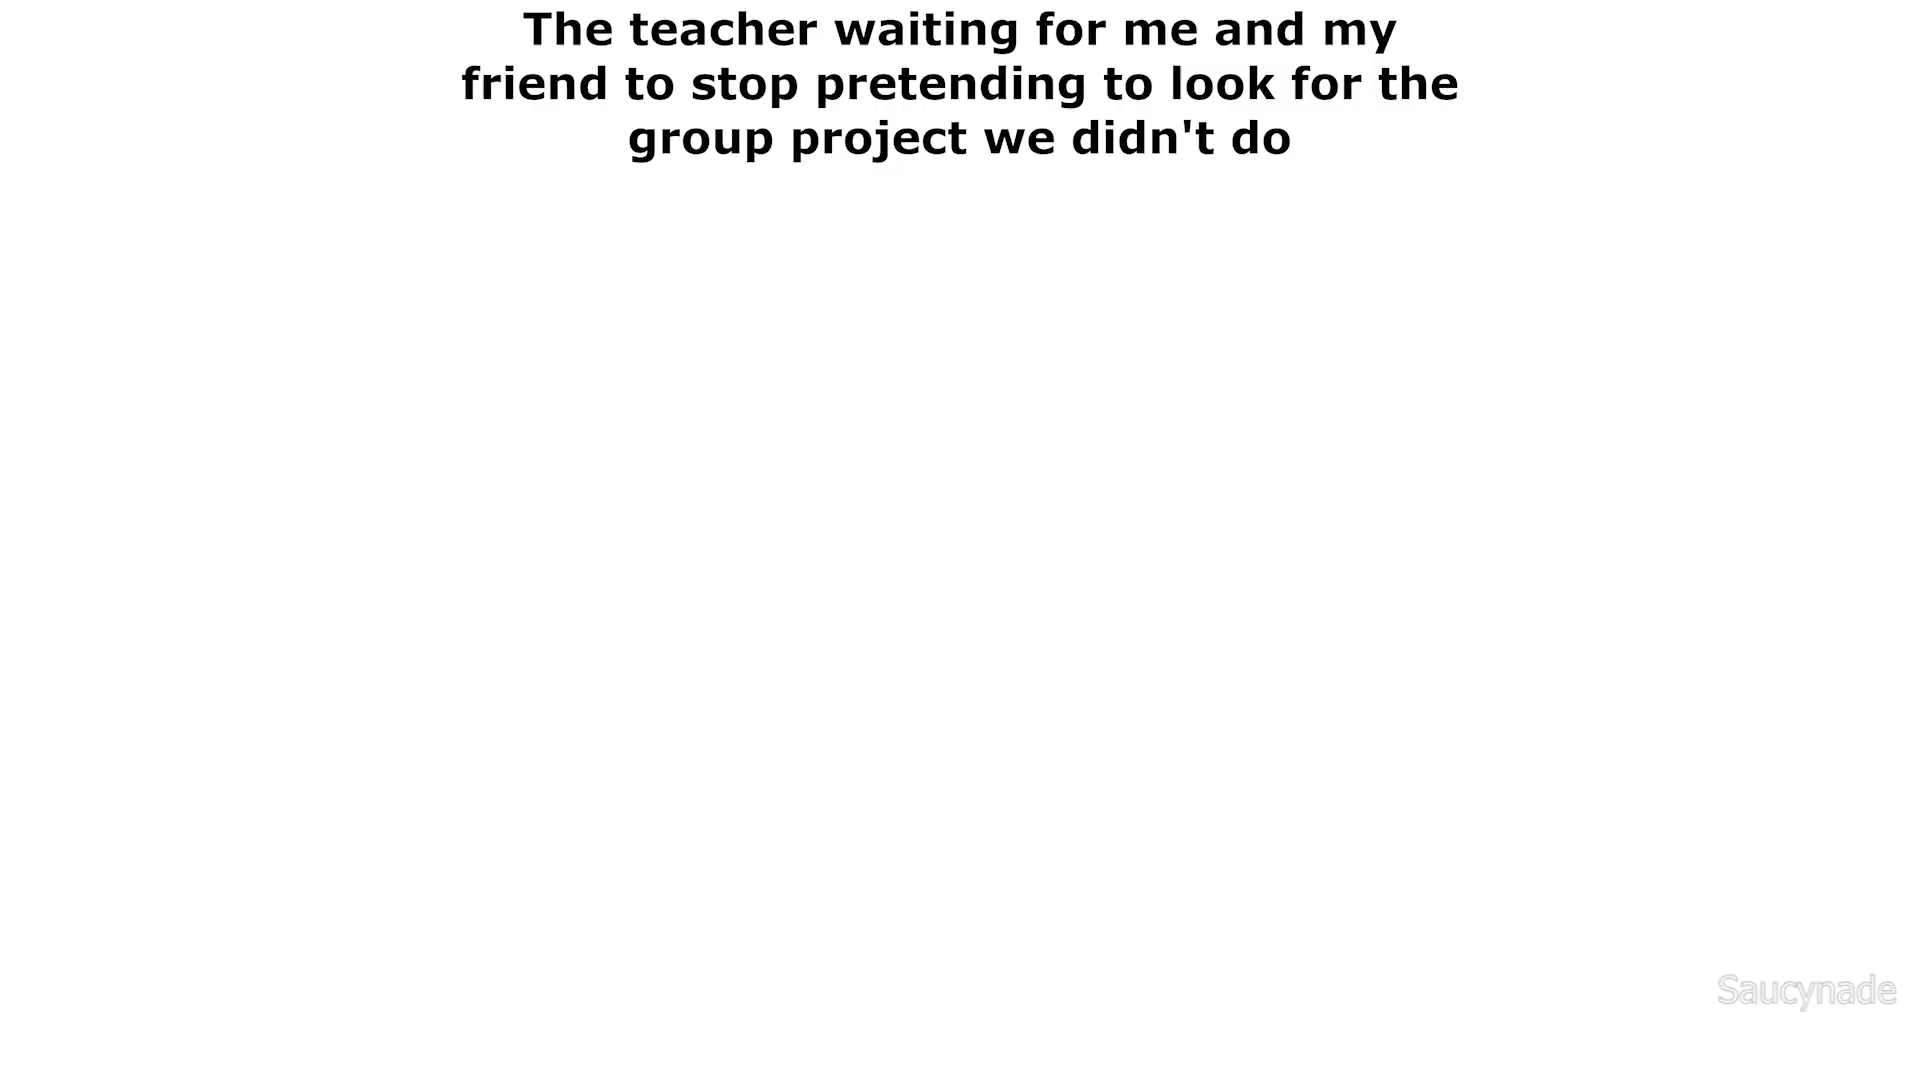 The teacher waiting for me and my
friend to stop pretending to look for the
group project we didn't do
Saucynade